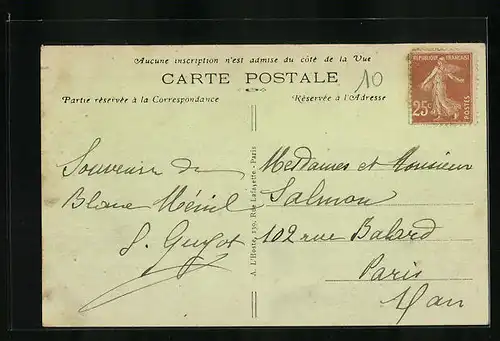 Aucune inscription n'est admise du côté de la Vue
CARTE POSTALE
10
Partie réservée à la Correspondance
Réservée à l'Adresse
REPUBLIQUE FRANÇAISE
25c
POSTES
Souvenir du
Blanc Ménil
S. Guyot
A. L'Hoste, 139, Rue Lafayette - Paris
Mesdames et Monsieur
Salmon
102 rue Balard
Paris